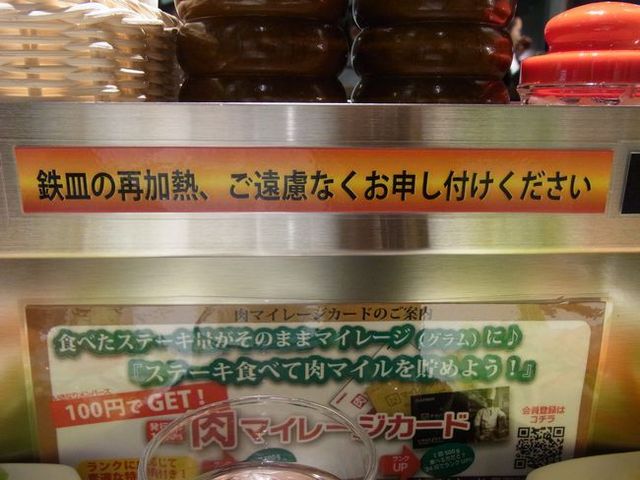 鉄皿の再加熱、ご遠慮なくお申し付けください
肉マイレージカードのご案内
食べたステーキ量がそのままマイレージ(グラム)に♪
『ステーキ食べて肉マイルを貯めよう!』
100円でGET!
肉マイレージカード
会員登録は
コチラ
ランク
UP